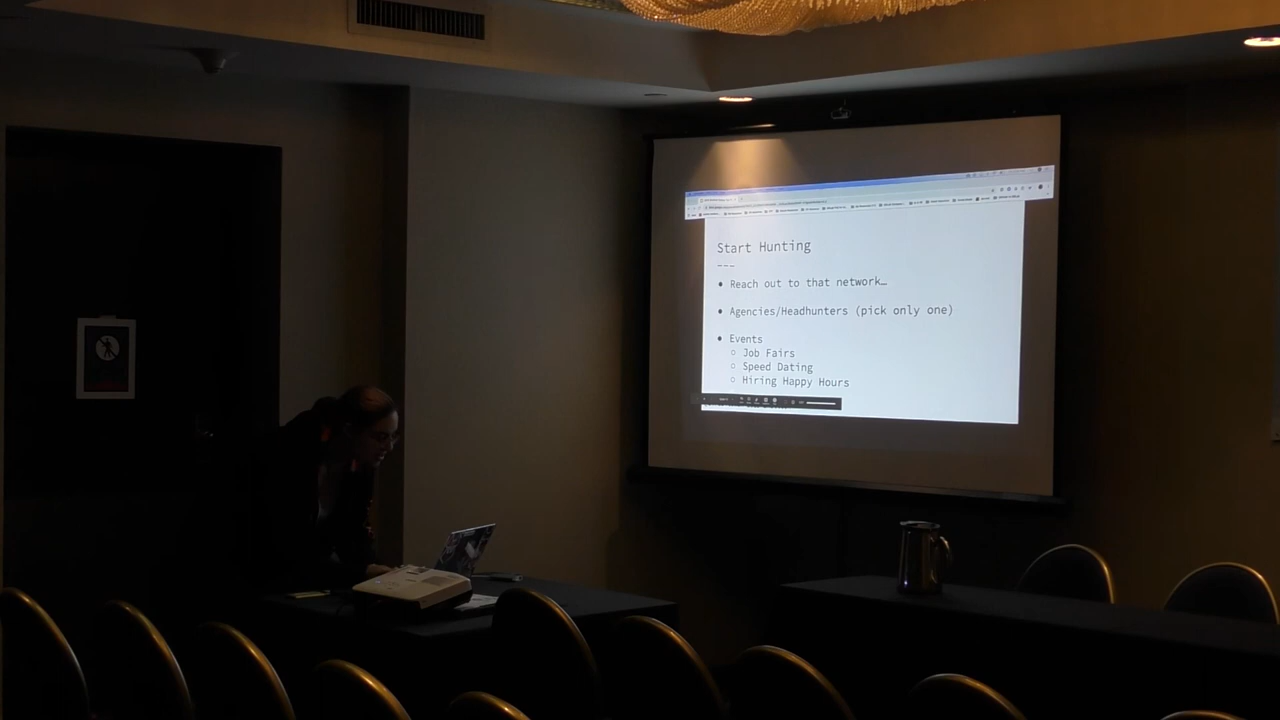 Start Hunting
---
● Reach out to that network…
● Agencies/Headhunters (pick only one)
● Events
○ Job Fairs
○ Speed Dating
○ Hiring Happy Hours